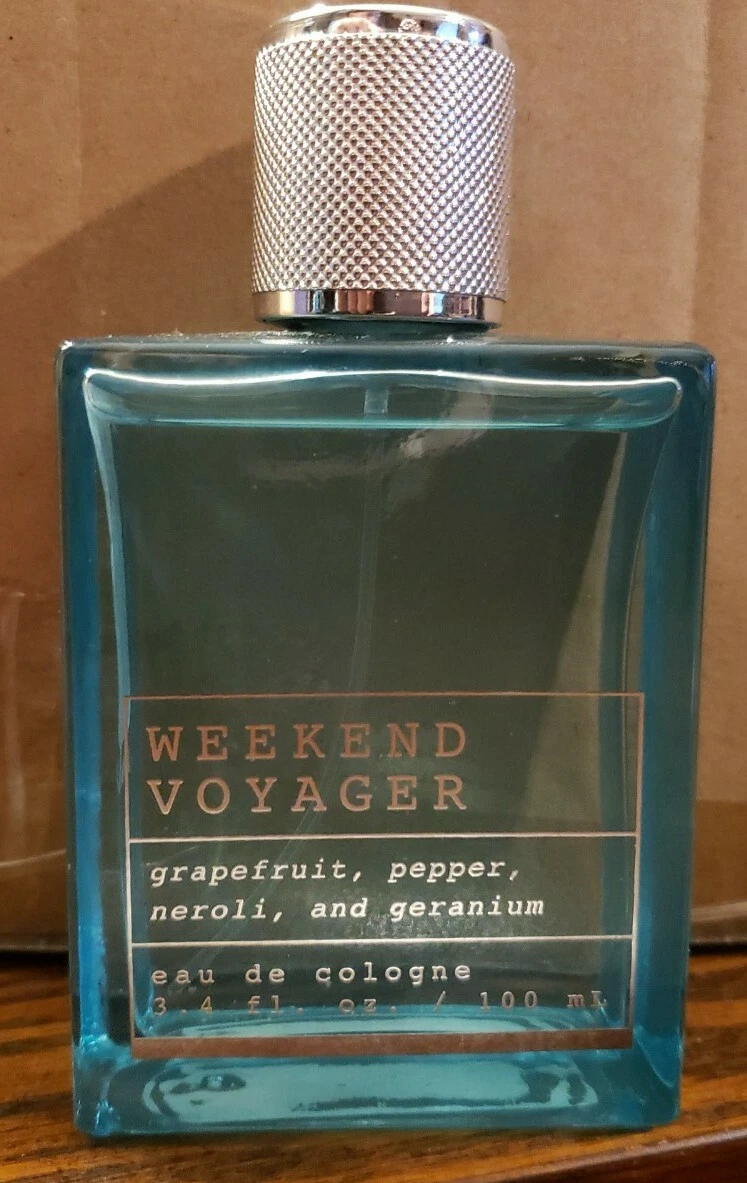 WEEKEND
VOYAGER
grapefruit, pepper,
neroli, and geranium
eau de cologne
3.4 fl. oz. / 100 mL